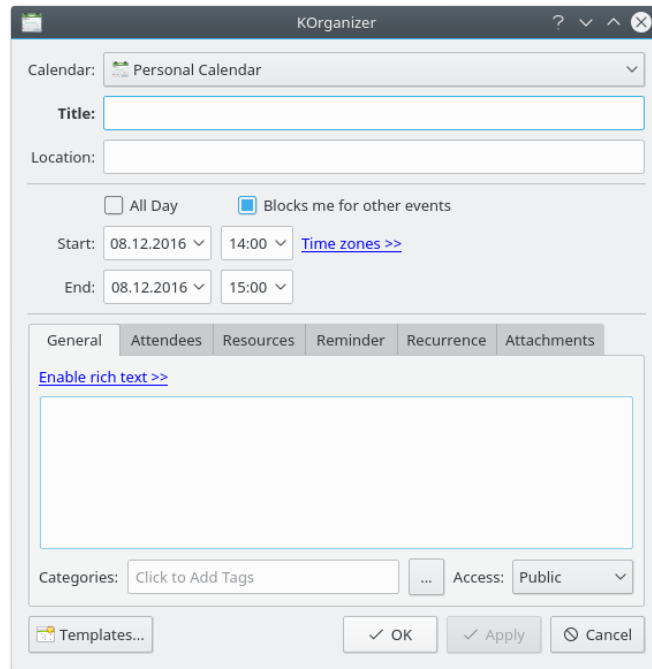 KOrganizer
Calendar: Personal Calendar
Title:
Location:
All Day Blocks me for other events
Start: 08.12.2016 14:00 Time zones >>
End: 08.12.2016 15:00
General Attendees Resources Reminder Recurrence Attachments
Enable rich text >>
Categories: Click to Add Tags ... Access: Public
Templates... OK Apply Cancel